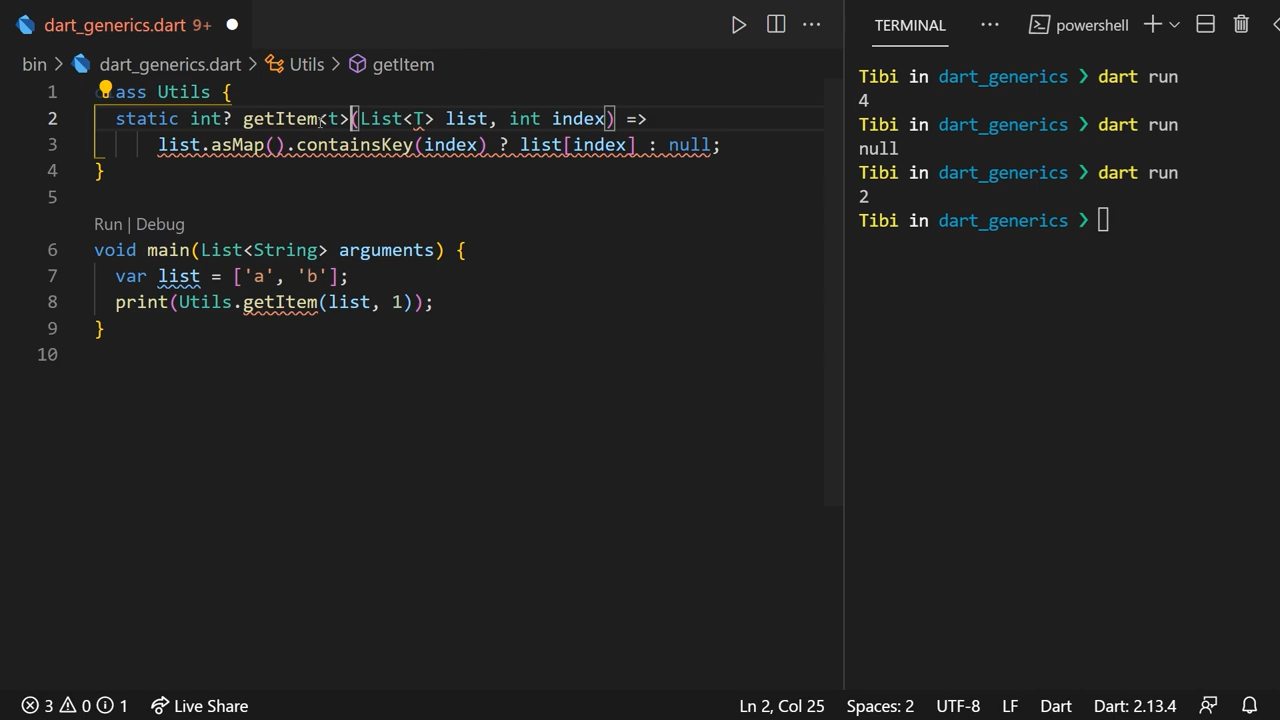 dart_generics.dart 9+
TERMINAL ··· powershell
bin > dart_generics.dart > Utils > getItem
1 ass Utils {
2 static int? getItem<t>(List<T> list, int index) =>
3 list.asMap().containsKey(index) ? list[index] : null;
4 }
5
Run | Debug
6 void main(List<String> arguments) {
7 var list = ['a', 'b'];
8 print(Utils.getItem(list, 1));
9 }
10
Tibi in dart_generics ❯ dart run
4
Tibi in dart_generics ❯ dart run
null
Tibi in dart_generics ❯ dart run
2
Tibi in dart_generics ❯
3 0 1 Live Share Ln 2, Col 25 Spaces: 2 UTF-8 LF Dart Dart: 2.13.4